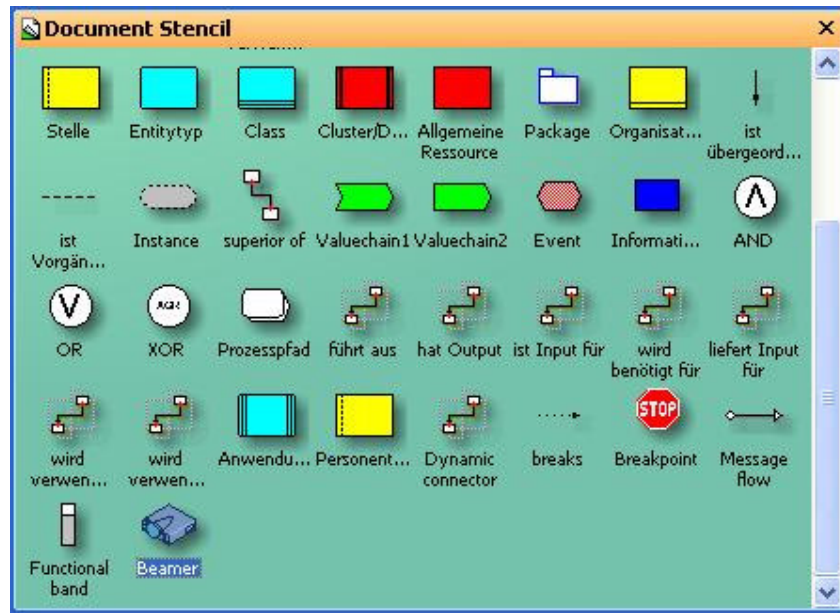 Document Stencil
Stelle
Entitytyp
Class
Cluster/D...
Allgemeine
Ressource
Package
Organisat...
ist
übergeord...
ist
Vorgän...
Instance
superior of
Valuechain1
Valuechain2
Event
Informati...
AND
V
OR
XOR
Prozesspfad
führt aus
hat Output
ist Input für
wird
benötigt für
liefert Input
für
wird
verwen...
wird
verwen...
Anwendu...
Personent...
Dynamic
connector
breaks
STOP
Breakpoint
Message
flow
Functional
band
Beamer